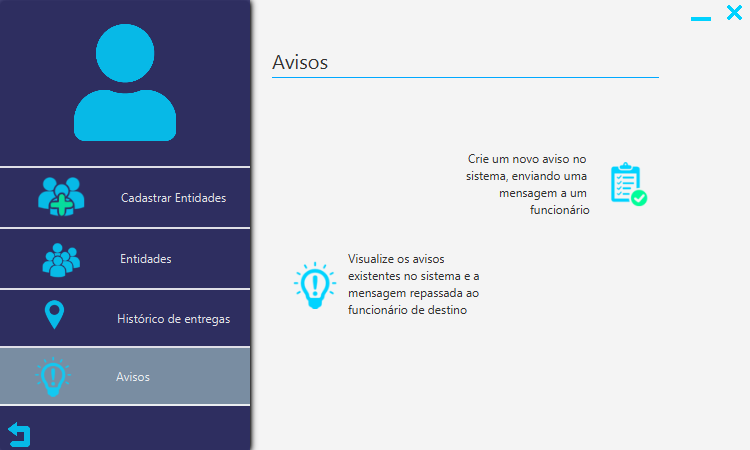 Cadastrar Entidades
Entidades
Histórico de entregas
Avisos
Avisos
Crie um novo aviso no
sistema, enviando uma
mensagem a um
funcionário
Visualize os avisos
existentes no sistema e a
mensagem repassada ao
funcionário de destino